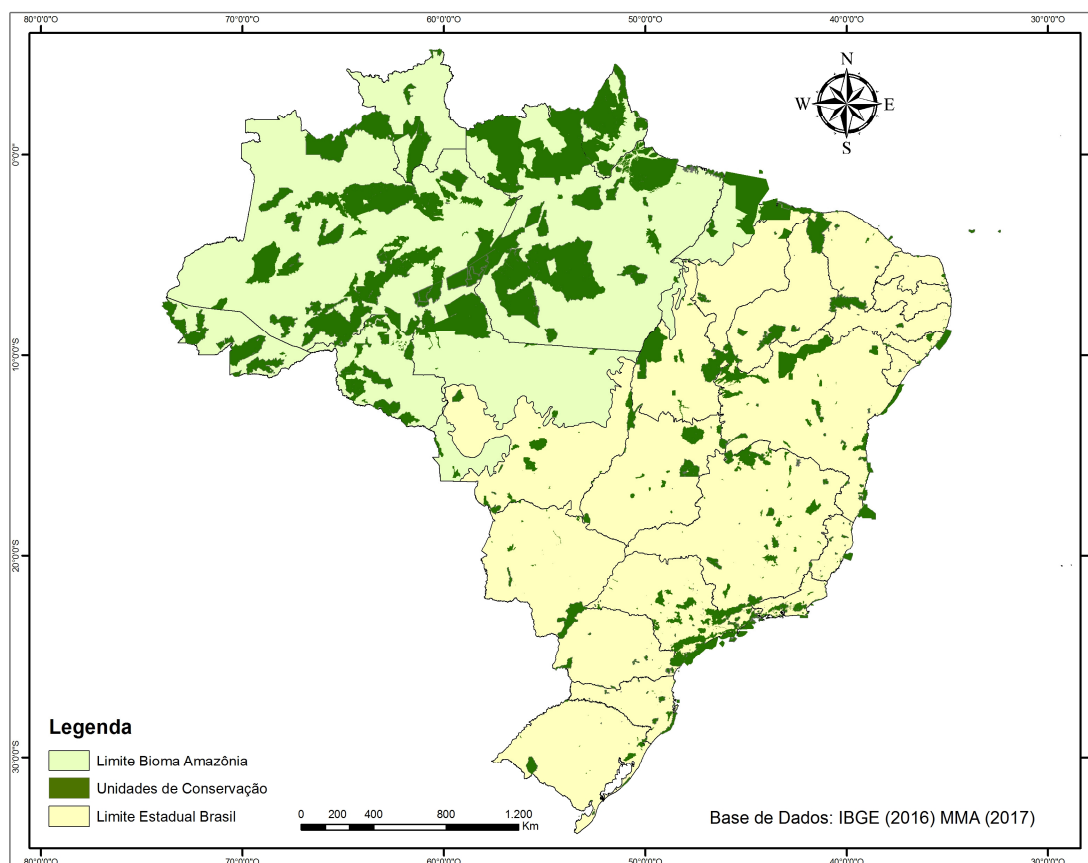 80°0'0"O 70°0'0"O 60°0'0"O 50°0'0"O 40°0'0"O 30°0'0"O
N
W E
S
0°0'0"
10°0'0"S
20°0'0"S
30°0'0"S
Legenda
Limite Bioma Amazônia
Unidades de Conservação
Limite Estadual Brasil
0 200 400 800 1.200
Km
Base de Dados: IBGE (2016) MMA (2017)
80°0'0"O 70°0'0"O 60°0'0"O 50°0'0"O 40°0'0"O 30°0'0"O